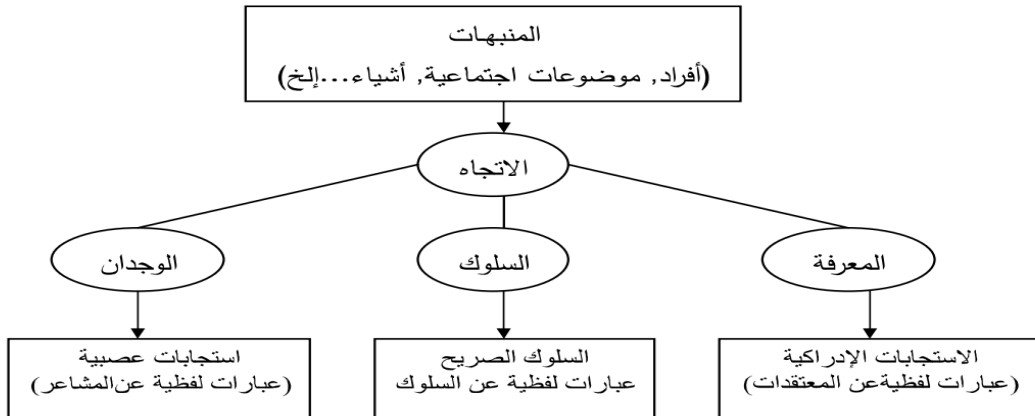 المنبهات
(أفراد, موضوعات اجتماعية, أشياء...إلخ)
الاتجاه
المعرفة
السلوك
الوجدان
الاستجابات الإدراكية
(عبارات لفظيةعن المعتقدات)
السلوك الصريح
عبارات لفظية عن السلوك
استجابات عصبية
(عبارات لفظية عنالمشاعر)